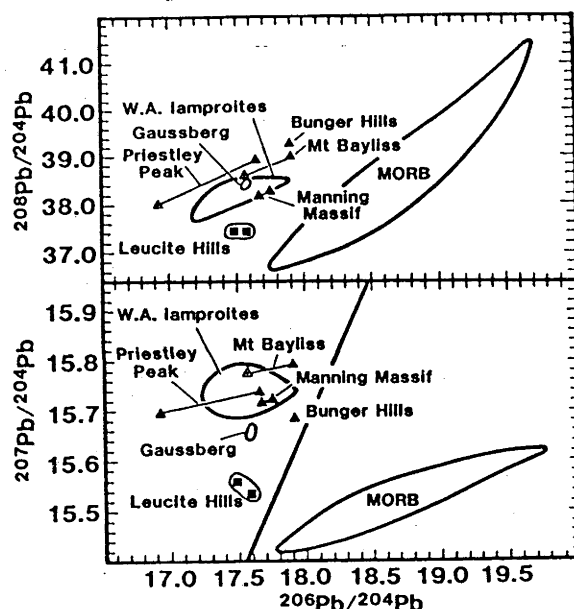 41.0
40.0
39.0
38.0
37.0
208Pb/204Pb
W.A. lamproites
Gaussberg
Priestley
Peak
Bunger Hills
Mt Bayliss
MORB
Manning
Massif
Leucite Hills
15.9
15.8
15.7
15.6
15.5
207Pb/204Pb
W.A. lamproites
Mt Bayliss
Priestley
Peak
Manning Massif
Bunger Hills
Gaussberg
Leucite Hills
MORB
17.0 17.5 18.0 18.5 19.0 19.5
206Pb/204Pb